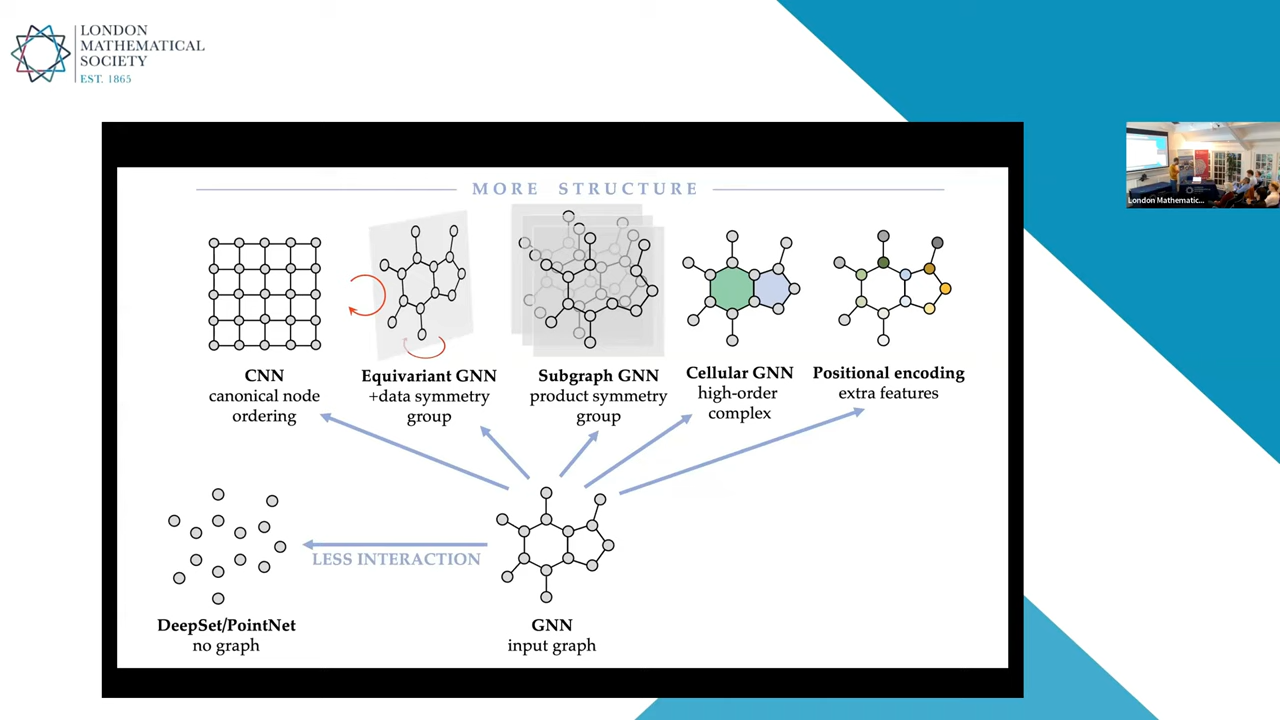 LONDON
MATHEMATICAL
SOCIETY
EST. 1865
London Mathematic...
MORE STRUCTURE
CNN
canonical node
ordering
Equivariant GNN
+data symmetry
group
Subgraph GNN
product symmetry
group
Cellular GNN
high-order
complex
Positional encoding
extra features
LESS INTERACTION
DeepSet/PointNet
no graph
GNN
input graph